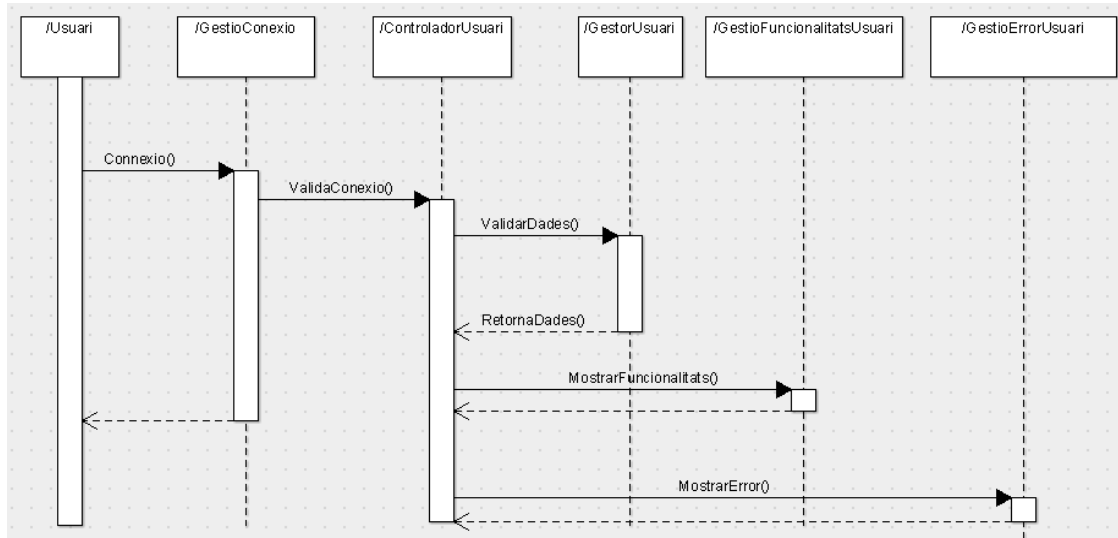 /Usuari
/GestioConexio
/ControladorUsuari
/GestorUsuari
/GestioFuncionalitatsUsuari
/GestioErrorUsuari
Connexio()
ValidaConexio()
ValidarDades()
RetornaDades()
MostrarFuncionalitats()
MostrarError()